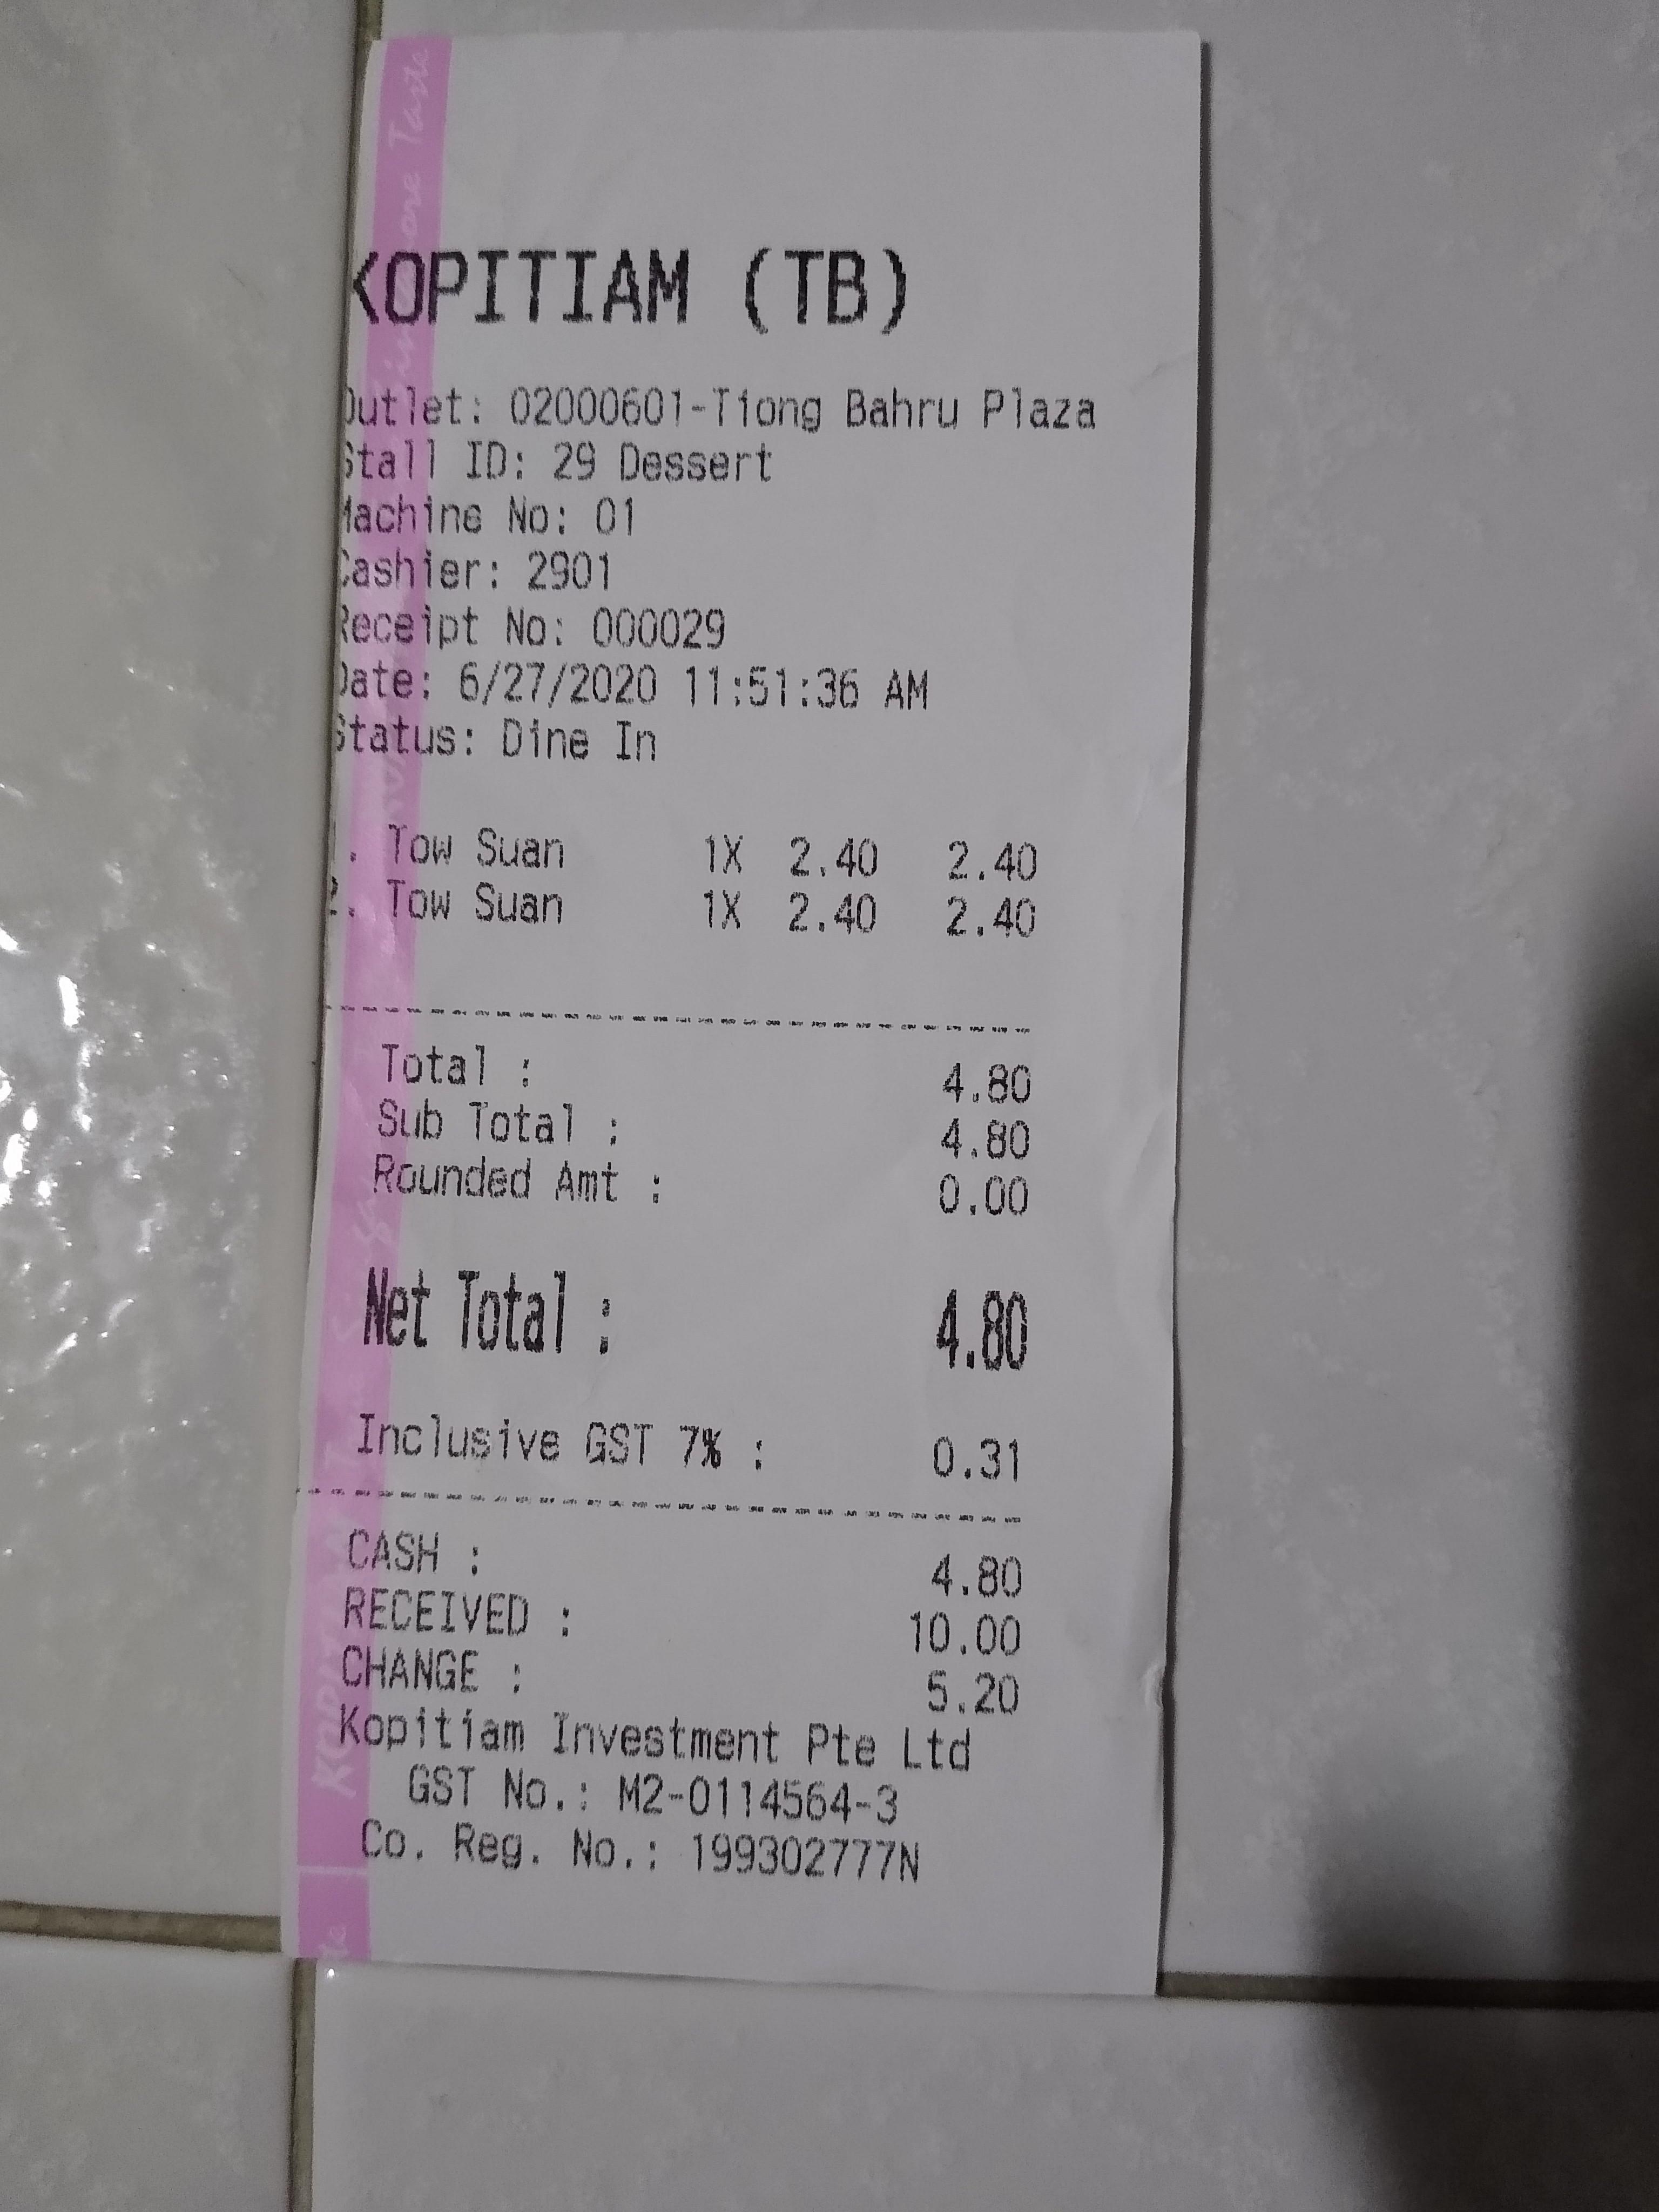 KOPITIAM (TB)
Outlet: 02000601-Tiong Bahru Plaza
Stall ID: 29 Dessert
Machine No: 01
Cashier: 2901
Receipt No: 000029
Date: 6/27/2020 11:51:36 AM
Status: Dine In
1. Tow Suan 1X 2.40 2.40
2. Tow Suan 1X 2.40 2.40
Total : 4.80
Sub Total : 4.80
Rounded Amt : 0.00
Net Total : 4.80
Inclusive GST 7% : 0.31
CASH : 4.80
RECEIVED : 10.00
CHANGE : 5.20
Kopitiam Investment Pte Ltd
GST No.: M2-0114564-3
Co. Reg. No.: 199302777N